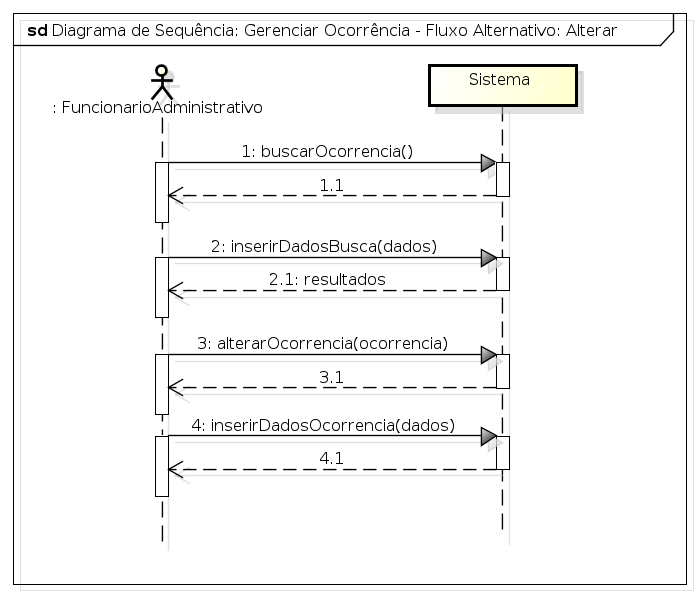 sd Diagrama de Sequência: Gerenciar Ocorrência - Fluxo Alternativo: Alterar
Sistema
: FuncionarioAdministrativo
1: buscarOcorrencia()
1.1
2: inserirDadosBusca(dados)
2.1: resultados
3: alterarOcorrencia(ocorrencia)
3.1
4: inserirDadosOcorrencia(dados)
4.1